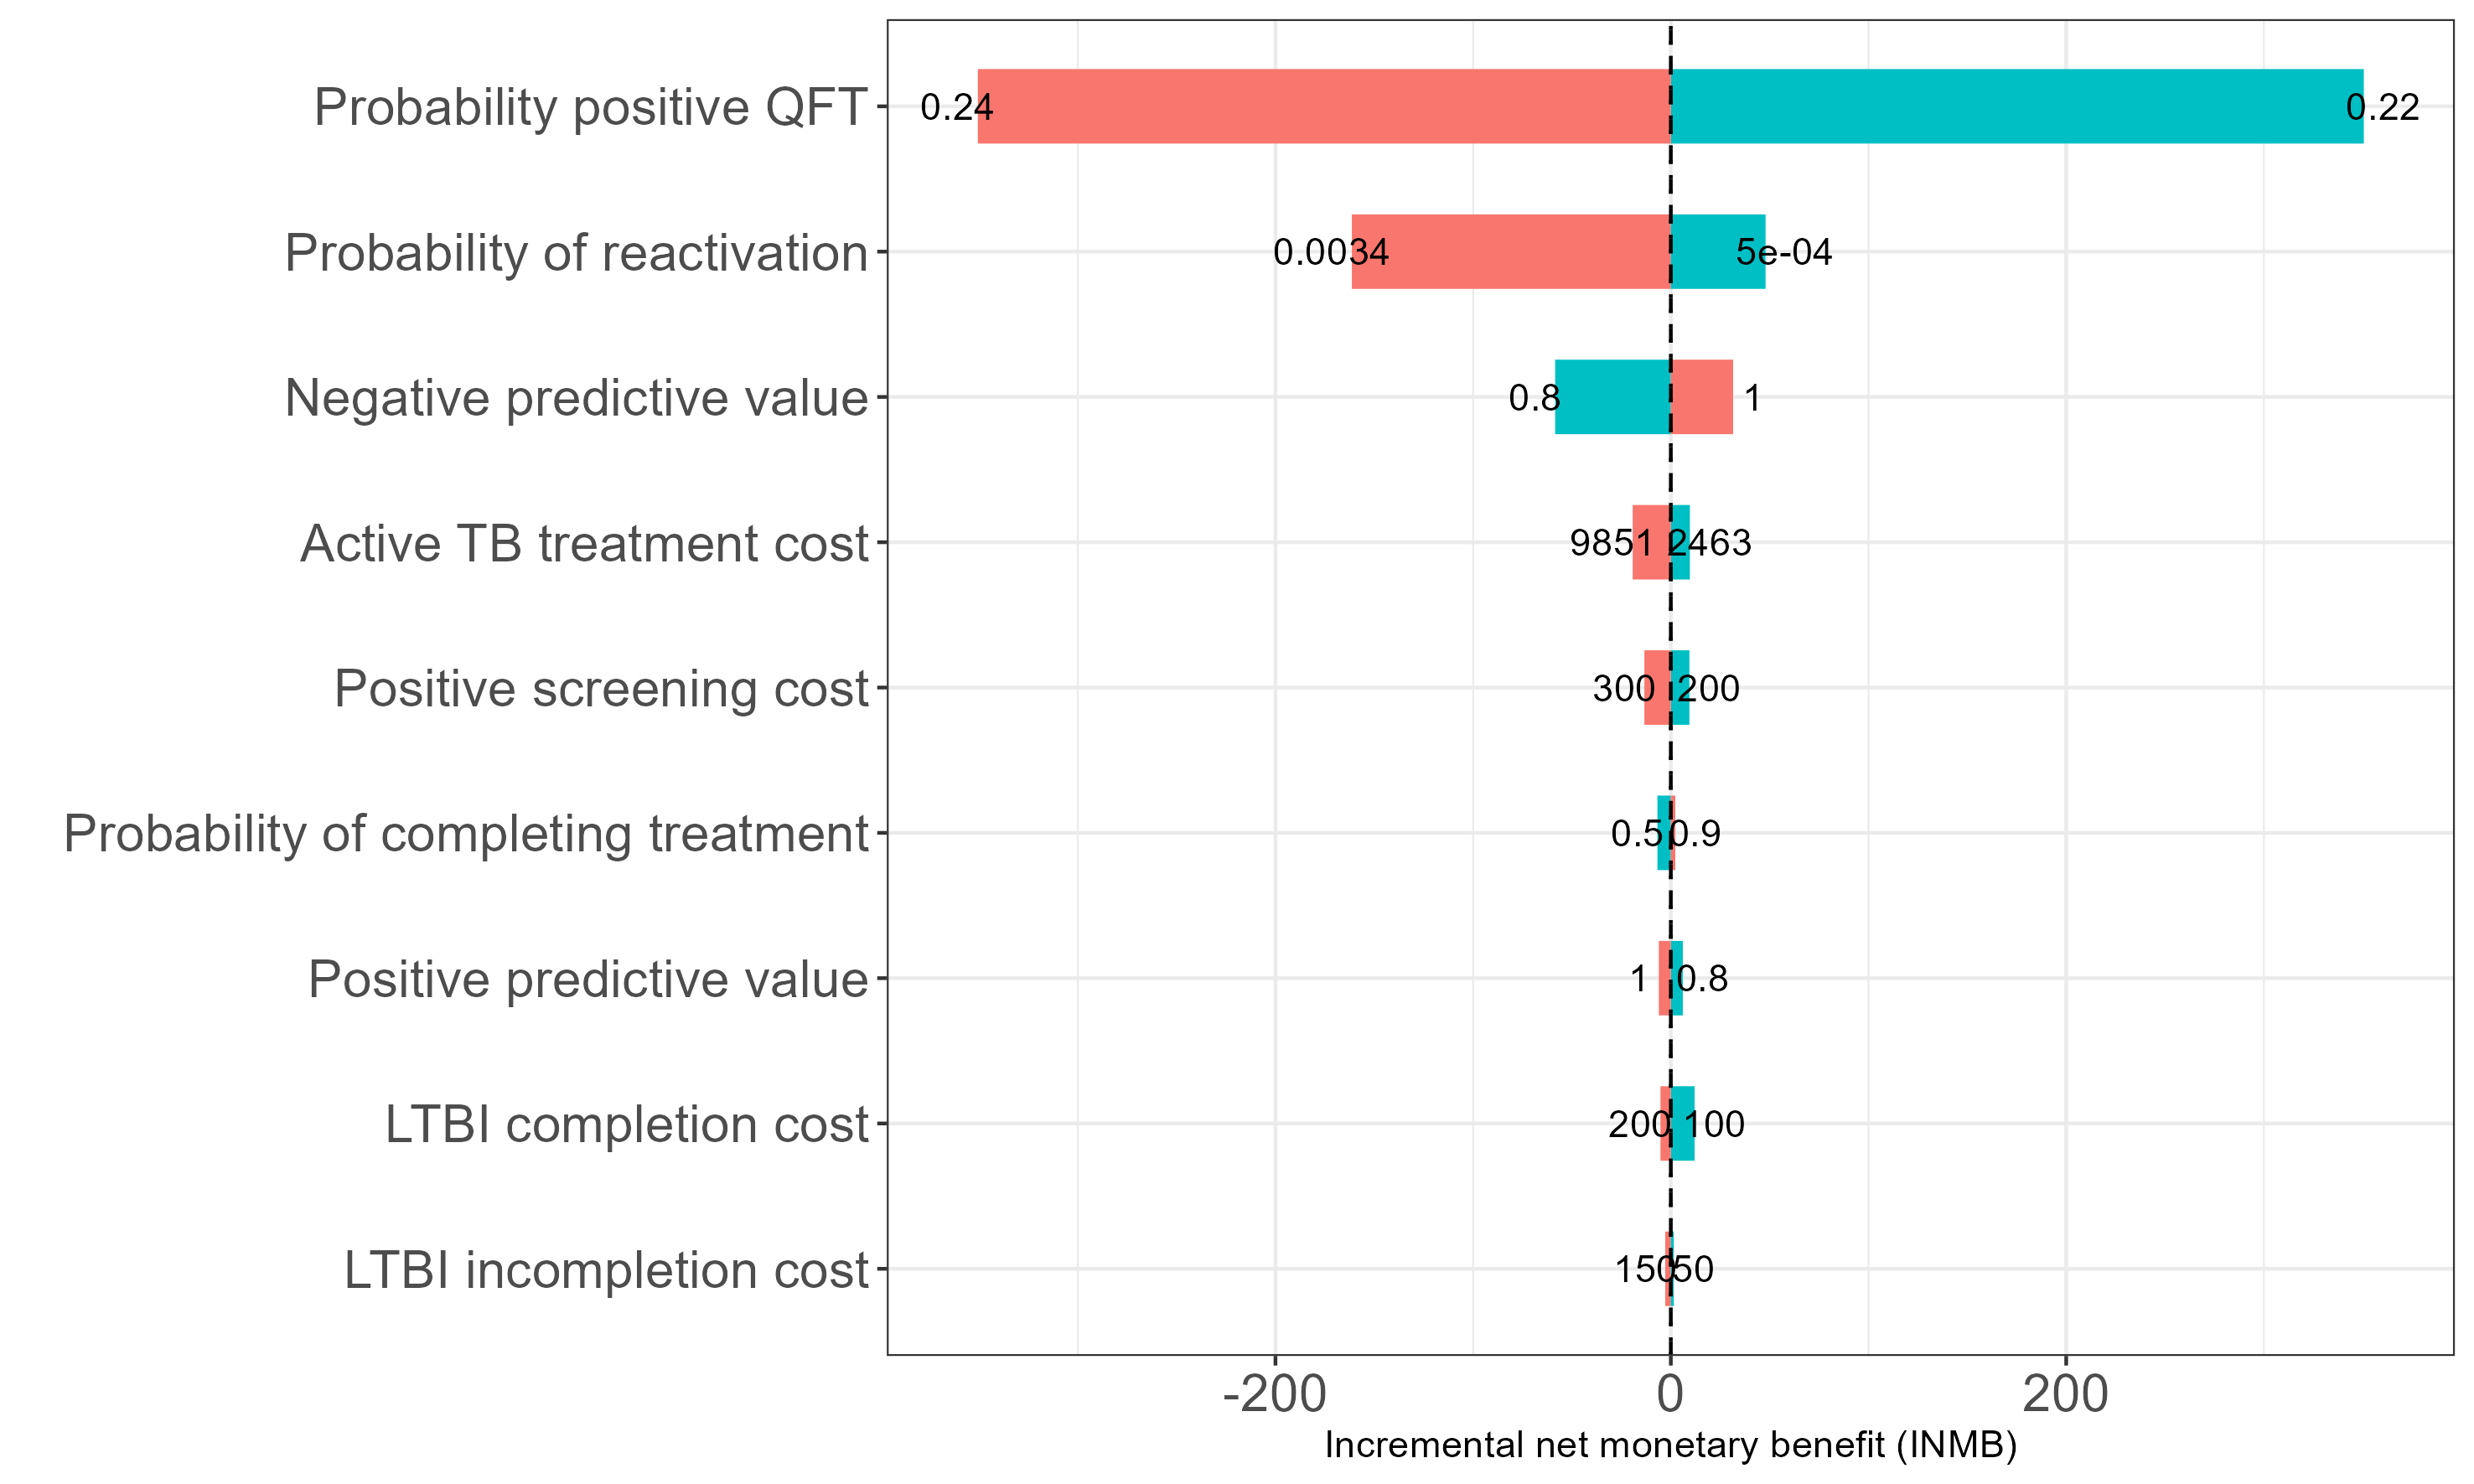 Probability positive QFT 0.24 0.22
Probability of reactivation 0.0034 5e-04
Negative predictive value 0.8 1
Active TB treatment cost 9851 2463
Positive screening cost 300 200
Probability of completing treatment 0.5 0.9
Positive predictive value 1 0.8
LTBI completion cost 200 100
LTBI incompletion cost 150 50
-200 0 200
Incremental net monetary benefit (INMB)